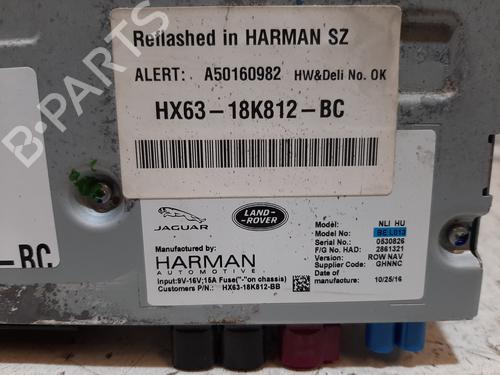 Reflashed in HARMAN SZ
ALERT: A50160982 HW&Deli No. OK
HX63-18K812-BC
B-PARTS
-BC
JAGUAR
LAND-ROVER
Manufactured by:
HARMAN
AUTOMOTIVE
Input:9V-16V;15A Fuse("-"on chassis)
Customers P/N.: HX63-18K812-BB
Model: NLI HU
Model No: BE L013
Serial No.: 0530826
F/G No. HAD: 2861321
Version: ROW NAV
Supplier Code: GHNNC
Date of manufacture: 10/25/16